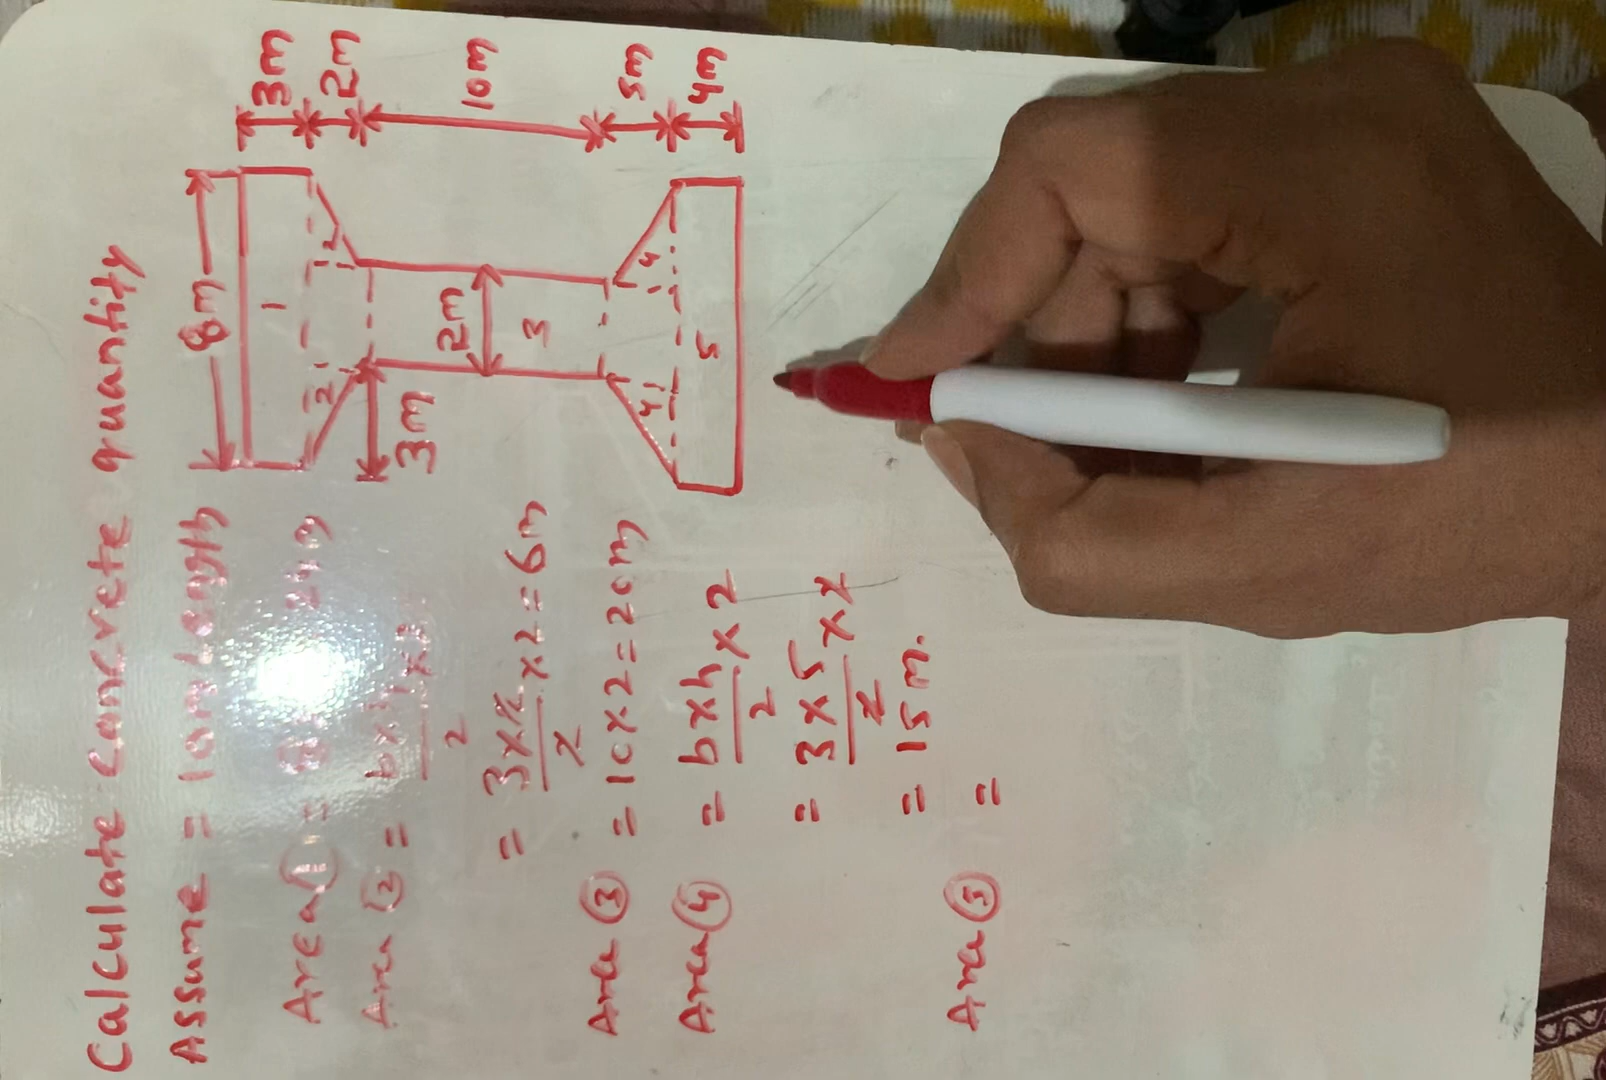 Calculate concrete quantity
Assume = 10m Length
8m
3m
2m
10m
5m
4m
1
2
2
2m
3
3m
4
4
5
Area ① = 24m
Area ② = b×
2
= 3×2/2 ×2=6m
Area ③ = 10×2=20m
Area ④ = b×h/2 ×2
= 3×5/2 ×2
= 15m.
Area ⑤ =